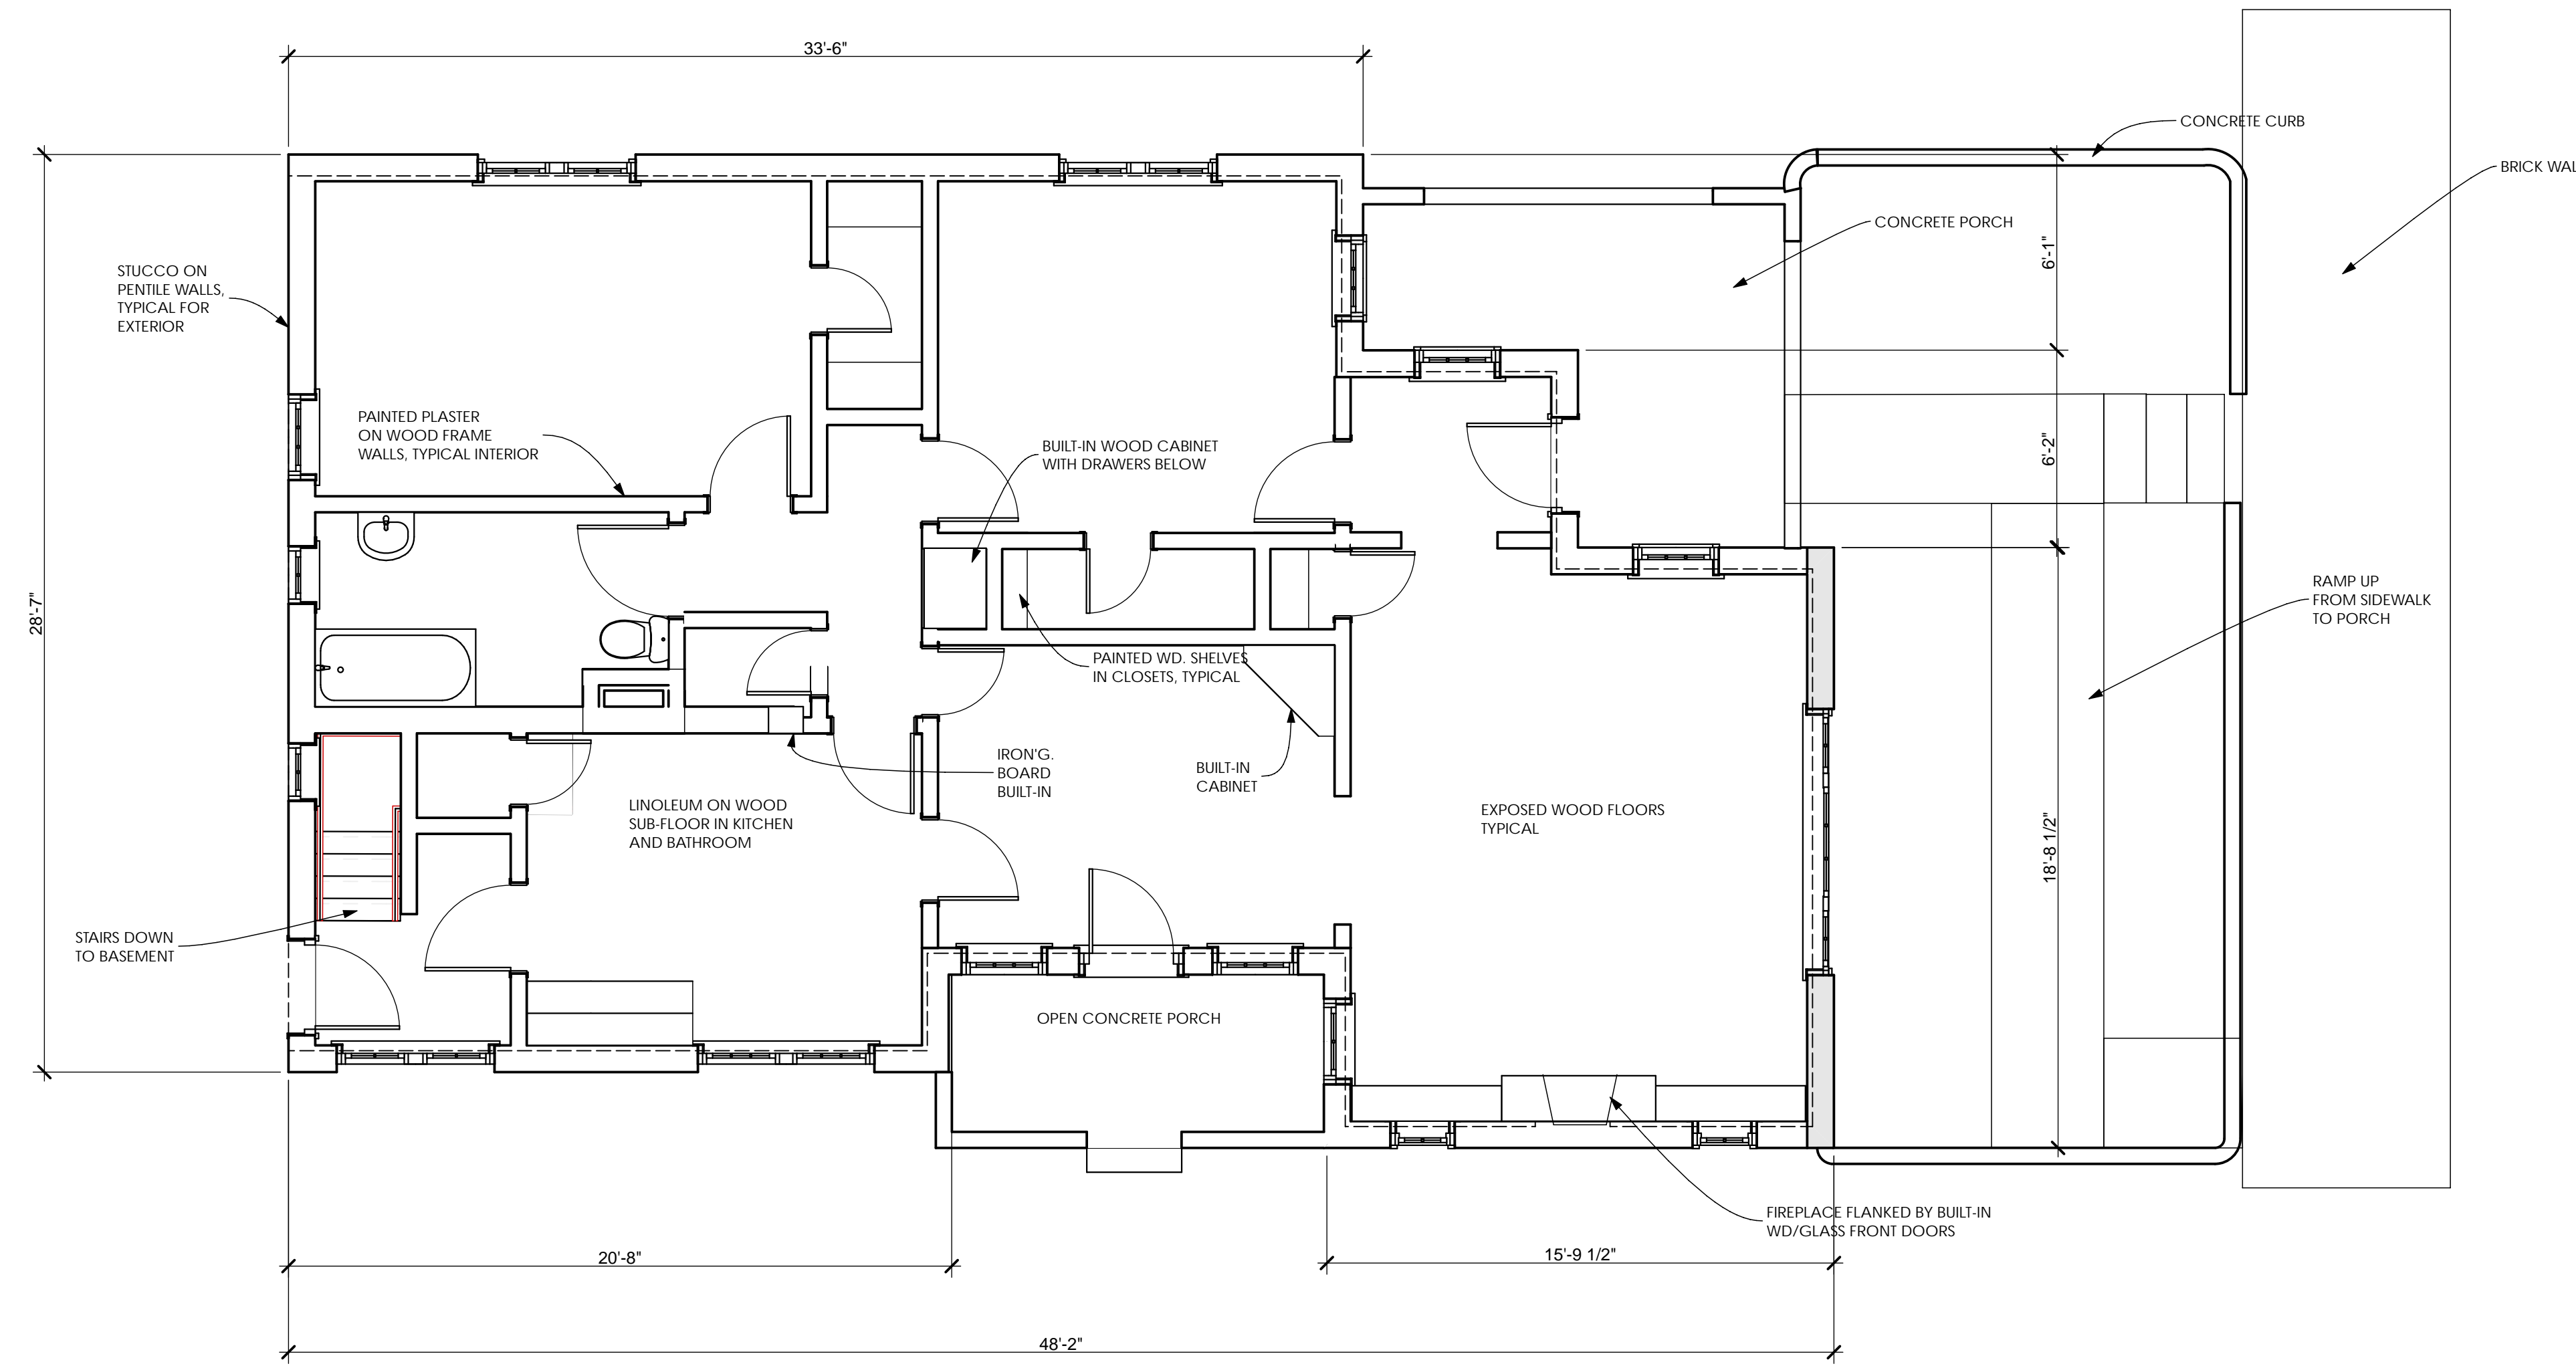 33'-6"
CONCRETE CURB
BRICK WAL
CONCRETE PORCH
6'-1"
STUCCO ON
PENTILE WALLS,
TYPICAL FOR
EXTERIOR
PAINTED PLASTER
ON WOOD FRAME
WALLS, TYPICAL INTERIOR
BUILT-IN WOOD CABINET
WITH DRAWERS BELOW
6'-2"
28'-7"
RAMP UP
FROM SIDEWALK
TO PORCH
PAINTED WD. SHELVES
IN CLOSETS, TYPICAL
IRON'G.
BOARD
BUILT-IN
BUILT-IN
CABINET
LINOLEUM ON WOOD
SUB-FLOOR IN KITCHEN
AND BATHROOM
EXPOSED WOOD FLOORS
TYPICAL
18'-8 1/2"
STAIRS DOWN
TO BASEMENT
OPEN CONCRETE PORCH
FIREPLACE FLANKED BY BUILT-IN
WD/GLASS FRONT DOORS
20'-8"
15'-9 1/2"
48'-2"